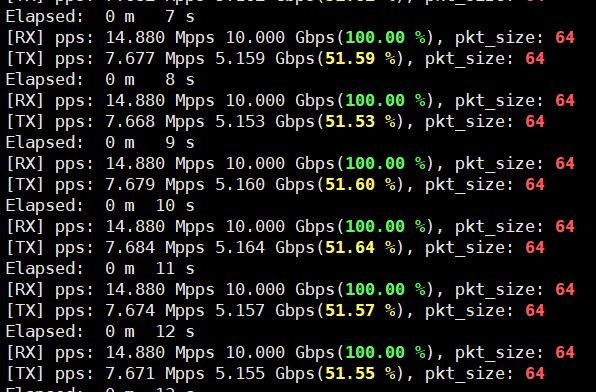 Elapsed:  0 m   7 s
[RX] pps: 14.880 Mpps 10.000 Gbps(100.00 %), pkt_size: 64
[TX] pps: 7.677 Mpps 5.159 Gbps(51.59 %), pkt_size: 64
Elapsed:  0 m   8 s
[RX] pps: 14.880 Mpps 10.000 Gbps(100.00 %), pkt_size: 64
[TX] pps: 7.668 Mpps 5.153 Gbps(51.53 %), pkt_size: 64
Elapsed:  0 m   9 s
[RX] pps: 14.880 Mpps 10.000 Gbps(100.00 %), pkt_size: 64
[TX] pps: 7.679 Mpps 5.160 Gbps(51.60 %), pkt_size: 64
Elapsed:  0 m  10 s
[RX] pps: 14.880 Mpps 10.000 Gbps(100.00 %), pkt_size: 64
[TX] pps: 7.684 Mpps 5.164 Gbps(51.64 %), pkt_size: 64
Elapsed:  0 m  11 s
[RX] pps: 14.880 Mpps 10.000 Gbps(100.00 %), pkt_size: 64
[TX] pps: 7.674 Mpps 5.157 Gbps(51.57 %), pkt_size: 64
Elapsed:  0 m  12 s
[RX] pps: 14.880 Mpps 10.000 Gbps(100.00 %), pkt_size: 64
[TX] pps: 7.671 Mpps 5.155 Gbps(51.55 %), pkt_size: 64